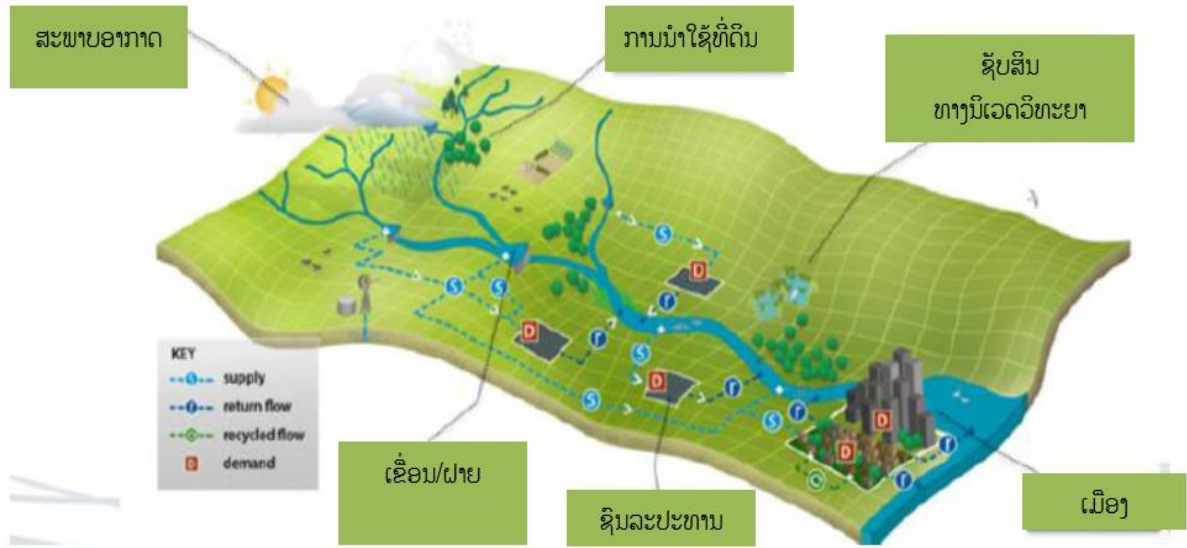 ສະພາບອາກາດ
ການນຳໃຊ້ທີ່ດິນ
ຊັບສິນ
ທາງນິເວດວິທະຍາ
S
D
S
S
D
r
r
S
D
r
S
S
r
D
D
r
r
KEY
S supply
r return flow
recycled flow
D demand
ເຂື່ອນ/ຝາຍ
ຊົນລະປະທານ
ເມືອງ